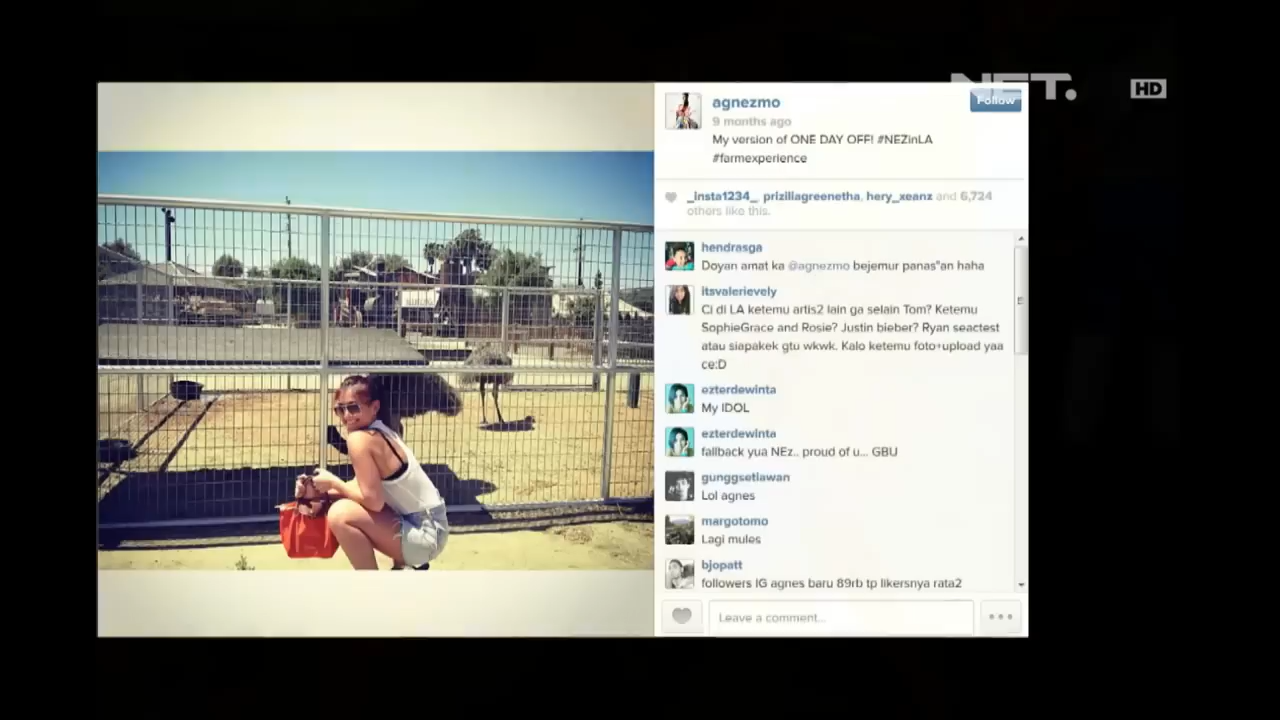 NET.
HD
agnezmo
Follow
9 months ago
My version of ONE DAY OFF! #NEZinLA
#farmexperience
_insta1234_, priziliagreenetha, hery_xeanz and 6,724
others like this.
hendrasga
Doyan amat ka @agnezmo bejemur panas"an haha
itsvalerievely
Ci di LA ketemu artis2 lain ga selain Tom? Ketemu
SophieGrace and Rosie? Justin bieber? Ryan seactest
atau siapakek gtu wkwk. Kalo ketemu foto+upload yaa
ce:D
ezterdewinta
My IDOL
ezterdewinta
fallback yua NEz.. proud of u... GBU
gunggsetiawan
Lol agnes
margotomo
Lagi mules
bjopatt
followers IG agnes baru 89rb tp likersnya rata2
Leave a comment...